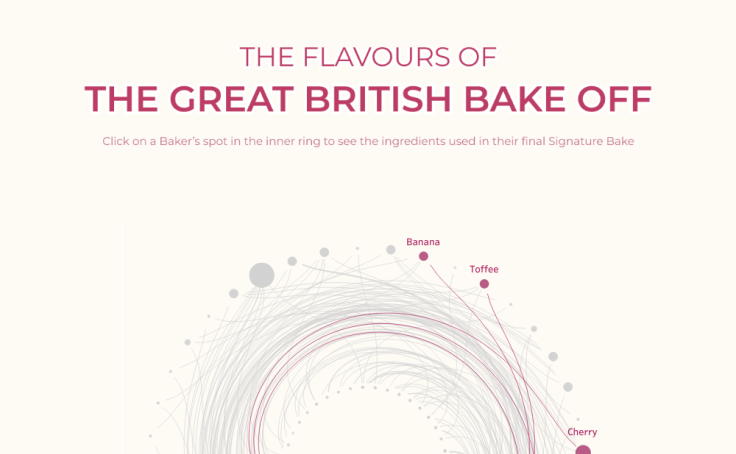 THE FLAVOURS OF
THE GREAT BRITISH BAKE OFF
Click on a Baker's spot in the inner ring to see the ingredients used in their final Signature Bake
Banana
Toffee
Cherry